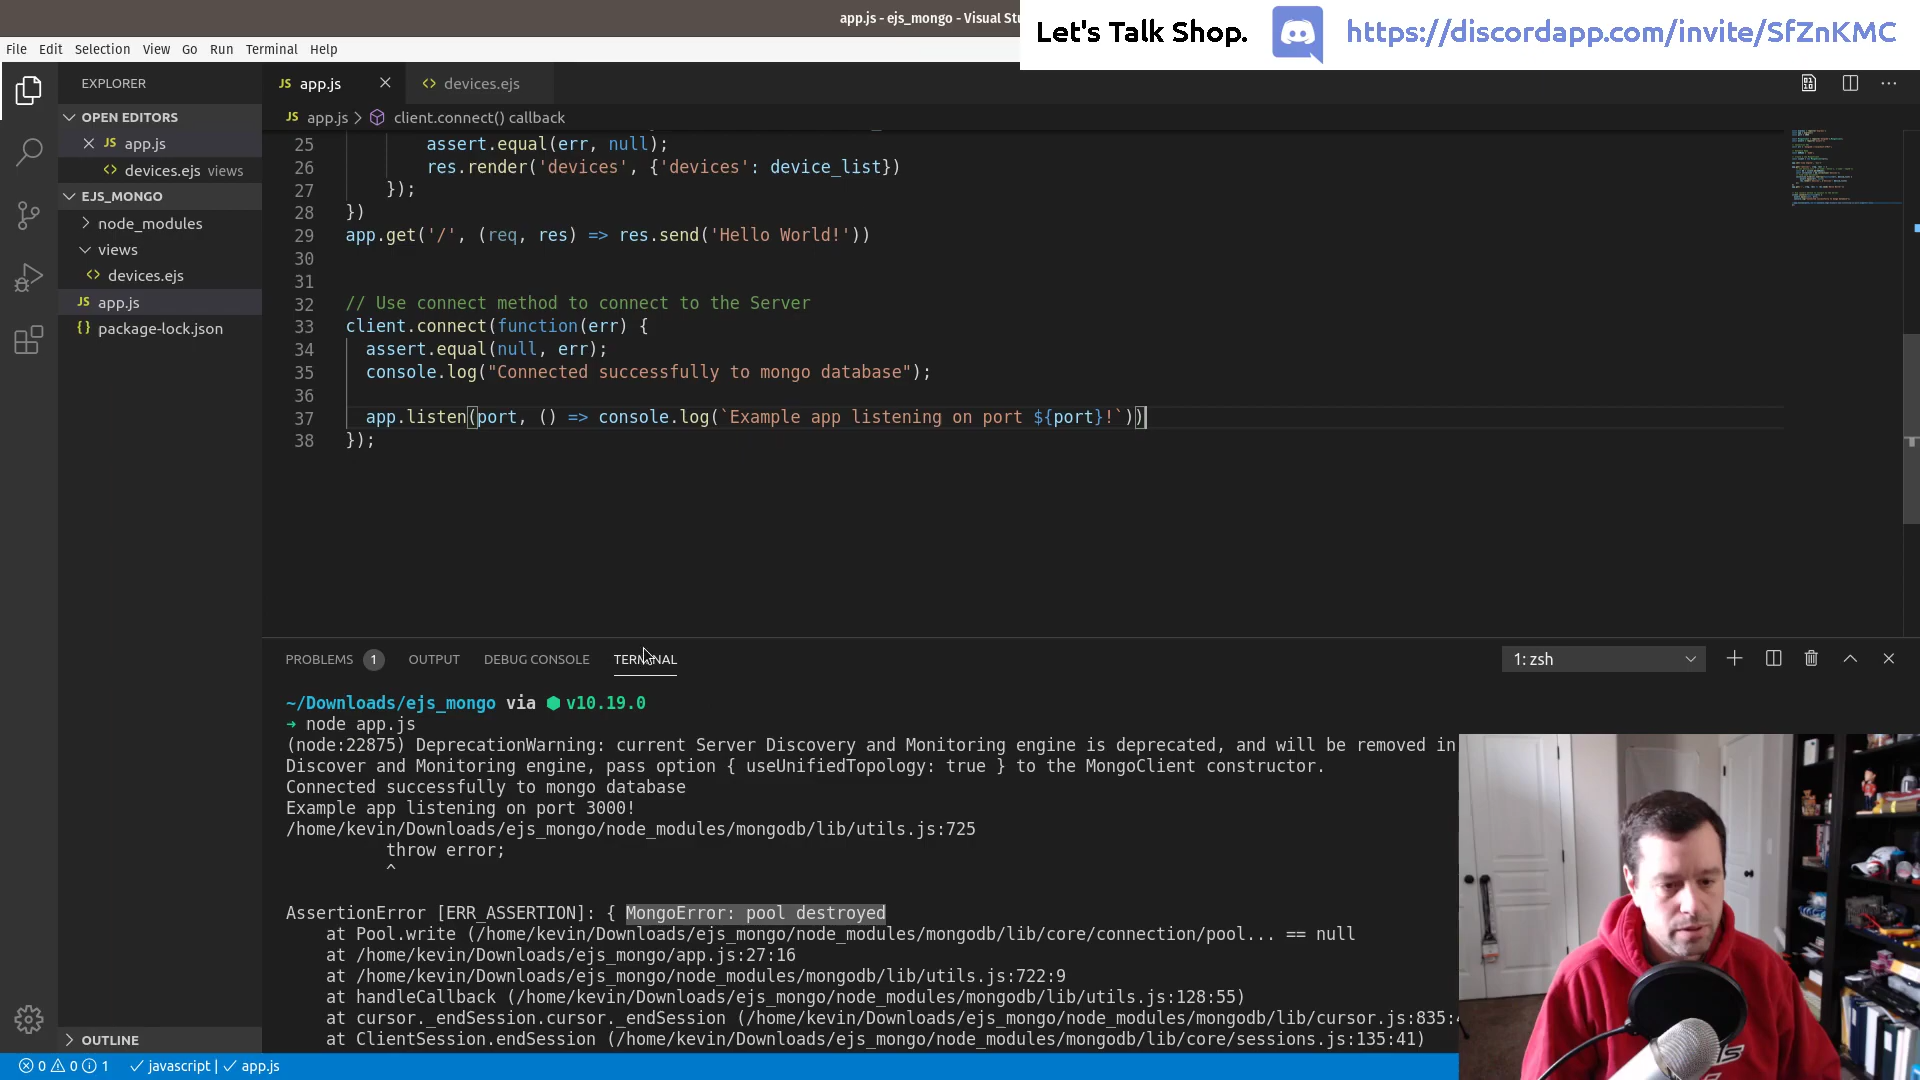 app.js - ejs_mongo - Visual Stu
Let's Talk Shop.
https://discordapp.com/invite/SfZnKMC
File Edit Selection View Go Run Terminal Help
EXPLORER
OPEN EDITORS
app.js
devices.ejs views
EJS_MONGO
node_modules
views
devices.ejs
JS app.js
{} package-lock.json
OUTLINE
JS app.js
<> devices.ejs
JS app.js > client.connect() callback
25 assert.equal(err, null);
26 res.render('devices', {'devices': device_list})
27 });
28 })
29 app.get('/', (req, res) => res.send('Hello World!'))
30
31
32 // Use connect method to connect to the Server
33 client.connect(function(err) {
34 assert.equal(null, err);
35 console.log("Connected successfully to mongo database");
36
37 app.listen(port, () => console.log(`Example app listening on port ${port}!`))
38 });
PROBLEMS 1 OUTPUT DEBUG CONSOLE TERMINAL
1: zsh
~/Downloads/ejs_mongo via v10.19.0
→ node app.js
(node:22875) DeprecationWarning: current Server Discovery and Monitoring engine is deprecated, and will be removed in
Discover and Monitoring engine, pass option { useUnifiedTopology: true } to the MongoClient constructor.
Connected successfully to mongo database
Example app listening on port 3000!
/home/kevin/Downloads/ejs_mongo/node_modules/mongodb/lib/utils.js:725
throw error;
^
AssertionError [ERR_ASSERTION]: { MongoError: pool destroyed
at Pool.write (/home/kevin/Downloads/ejs_mongo/node_modules/mongodb/lib/core/connection/pool... == null
at /home/kevin/Downloads/ejs_mongo/app.js:27:16
at /home/kevin/Downloads/ejs_mongo/node_modules/mongodb/lib/utils.js:722:9
at handleCallback (/home/kevin/Downloads/ejs_mongo/node_modules/mongodb/lib/utils.js:128:55)
at cursor._endSession.cursor._endSession (/home/kevin/Downloads/ejs_mongo/node_modules/mongodb/lib/cursor.js:835:
at ClientSession.endSession (/home/kevin/Downloads/ejs_mongo/node_modules/mongodb/lib/core/sessions.js:135:41)
0 0 1 ✓ javascript | ✓ app.js